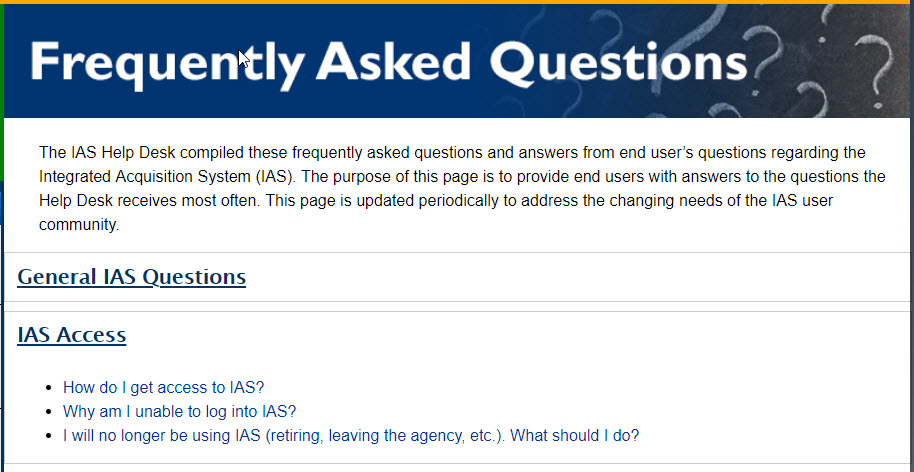 Frequently Asked Questions
The IAS Help Desk compiled these frequently asked questions and answers from end user’s questions regarding the
Integrated Acquisition System (IAS). The purpose of this page is to provide end users with answers to the questions the
Help Desk receives most often. This page is updated periodically to address the changing needs of the IAS user
community.
General IAS Questions
IAS Access
• How do I get access to IAS?
• Why am I unable to log into IAS?
• I will no longer be using IAS (retiring, leaving the agency, etc.). What should I do?